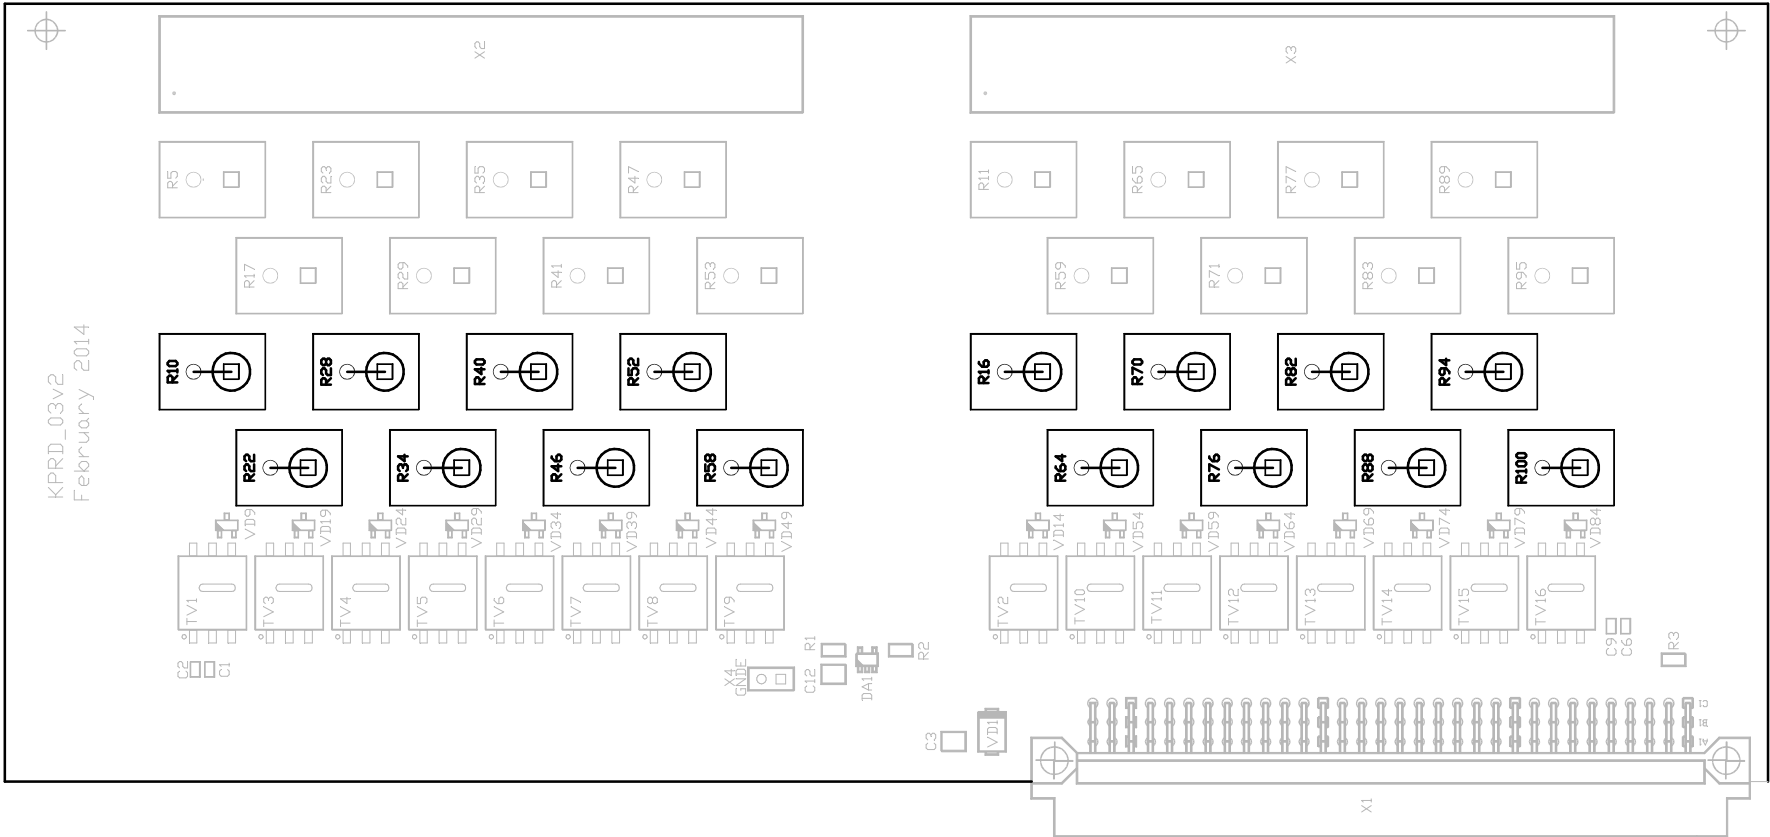 X2
X3
R5
R23
R35
R47
R11
R65
R77
R89
R17
R29
R41
R53
R59
R71
R83
R95
KPRD_03v2
February 2014
R10
R28
R40
R52
R16
R70
R82
R94
R22
R34
R46
R58
R64
R76
R88
R100
VD9
VD19
VD24
VD29
VD34
VD39
VD44
VD49
VD14
VD54
VD59
VD64
VD69
VD74
VD79
VD84
TV1
TV3
TV4
TV5
TV6
TV7
TV8
TV9
TV2
TV10
TV11
TV12
TV13
TV14
TV15
TV16
C2
C1
X4
GNDE
R1
C12
DA1
R2
C9
C6
R3
C3
VD1
C1
B1
A1
X1